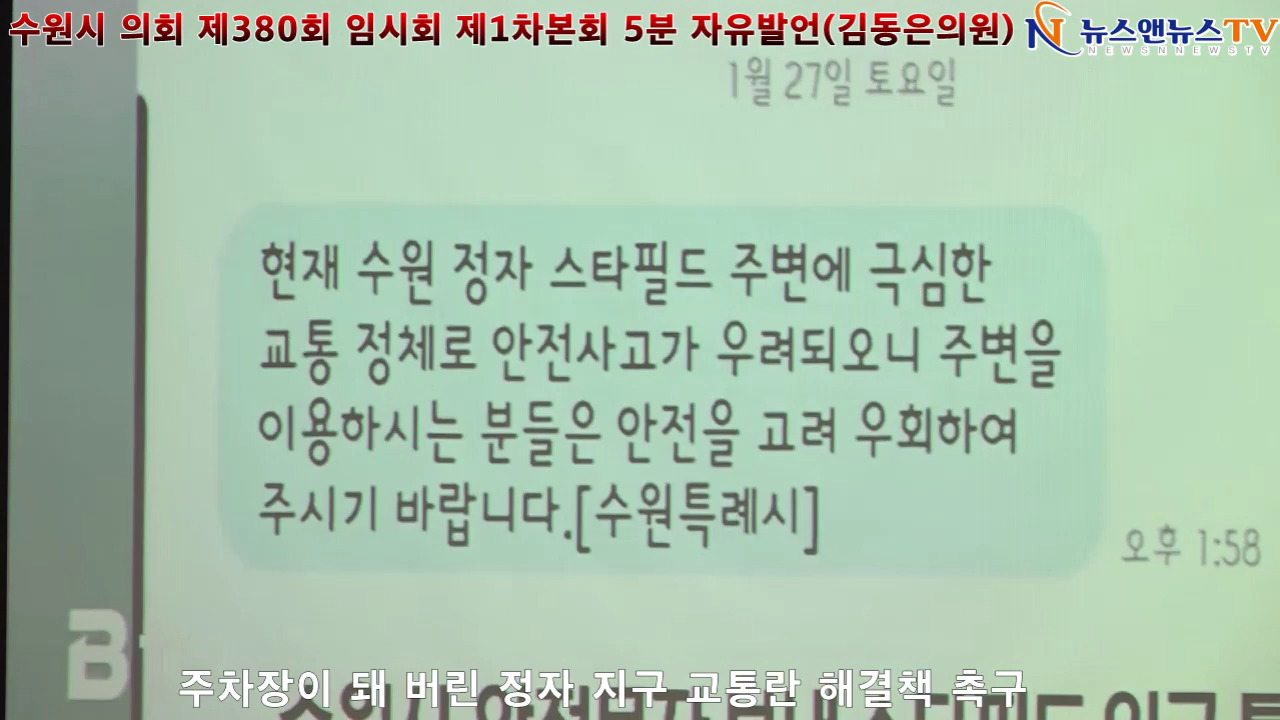 수원시 의회 제380회 임시회 제1차본회 5분 자유발언(김동은의원)
뉴스앤뉴스TV
NEWSNNEWSTV
1월 27일 토요일
현재 수원 정자 스타필드 주변에 극심한
교통 정체로 안전사고가 우려되오니 주변을
이용하시는 분들은 안전을 고려 우회하여
주시기 바랍니다.[수원특례시]
오후 1:58
주차장이 돼 버린 정자 지구 교통란 해결책 촉구